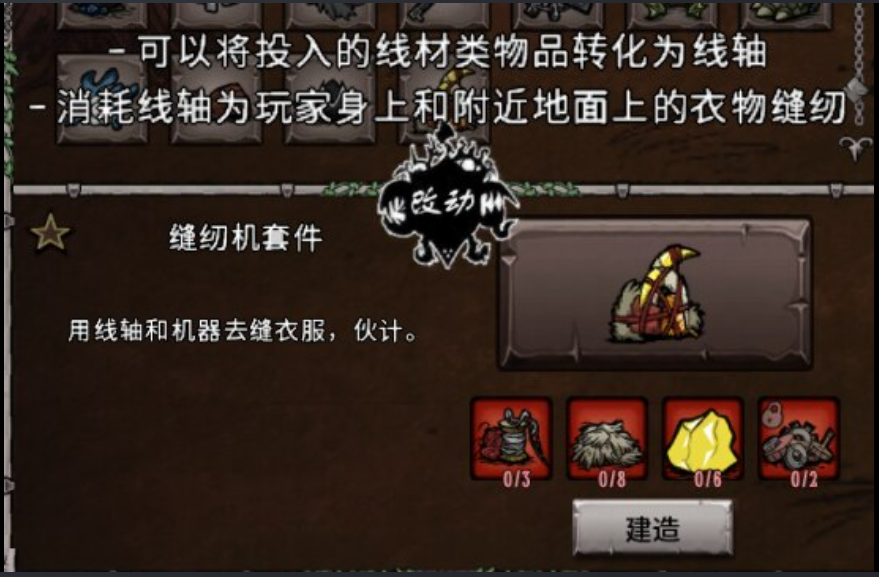 - 可以将投入的线材类物品转化为线轴
- 消耗线轴为玩家身上和附近地面上的衣物缝纫
改动
缝纫机套件
用线轴和机器去缝衣服，伙计。
0/3 0/8 0/6 0/2
建造